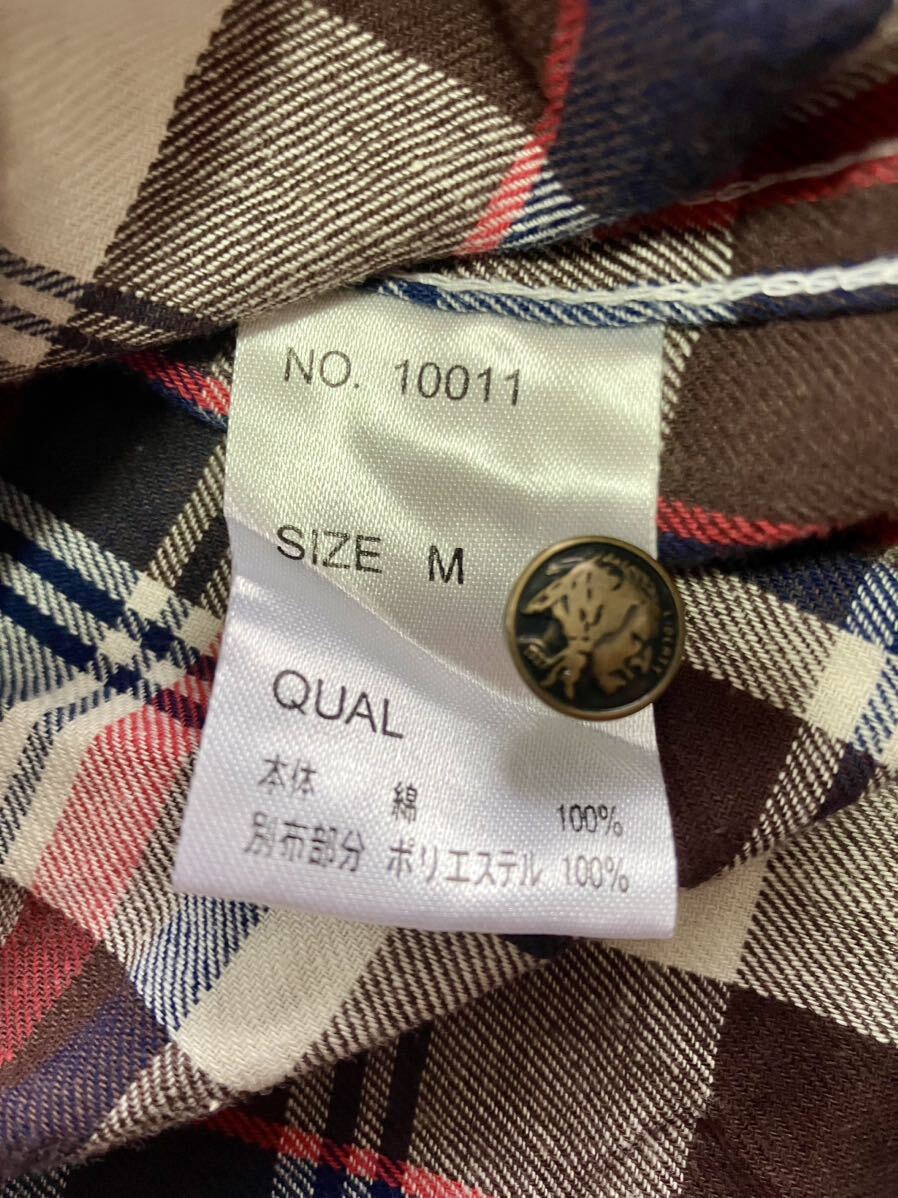 NO. 10011
SIZE M
QUAL
本体 綿 100%
別布部分 ポリエステル 100%